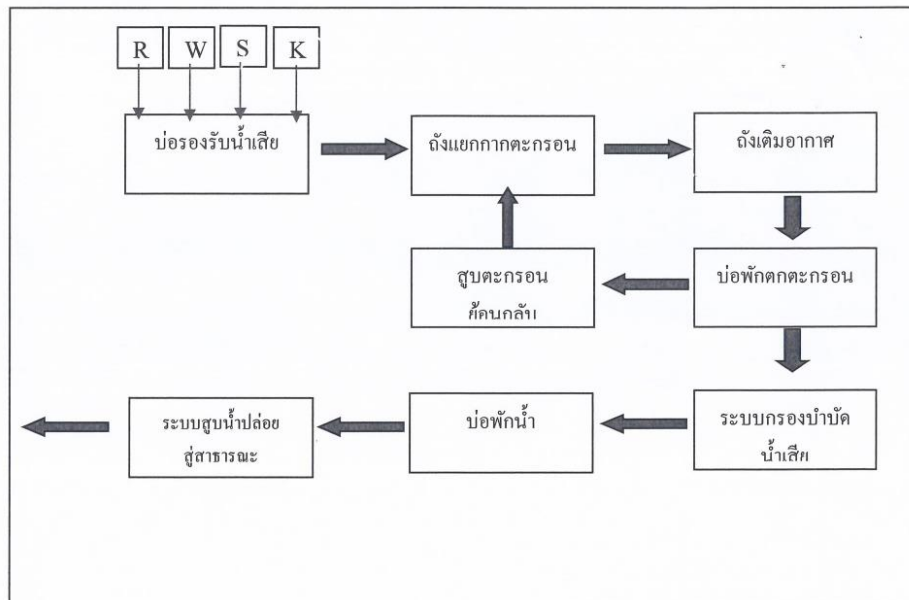 R W S K
บ่อรองรับน้ำเสีย
ถังแยกกากตะกรอน
ถังเติมอากาศ
สูบตะกรอน
ย้อนกลับ
บ่อพักตกตะกรอน
ระบบสูบน้ำปล่อย
สู่สาธารณะ
บ่อพักน้ำ
ระบบกรองบำบัด
น้ำเสีย